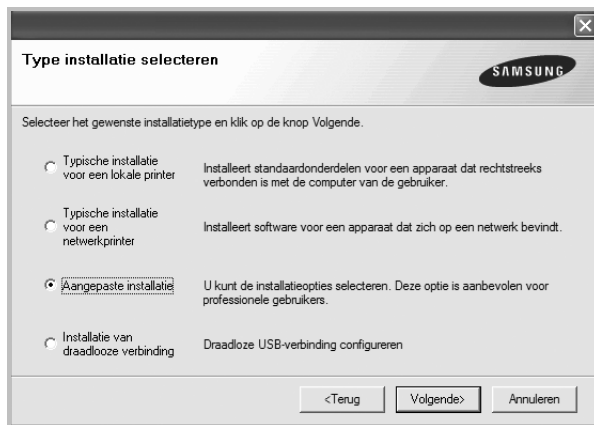 Type installatie selecteren
SAMSUNG
Selecteer het gewenste installatietype en klik op de knop Volgende.
Typische installatie
voor een lokale printer
Installeert standaardonderdelen voor een apparaat dat rechtstreeks
verbonden is met de computer van de gebruiker.
Typische installatie
voor een
netwerkprinter
Installeert software voor een apparaat dat zich op een netwerk bevindt.
Aangepaste installatie
U kunt de installatieopties selecteren. Deze optie is aanbevolen voor
professionele gebruikers.
Installatie van
draadlooze verbinding
Draadloze USB-verbinding configureren
<Terug
Volgende>
Annuleren